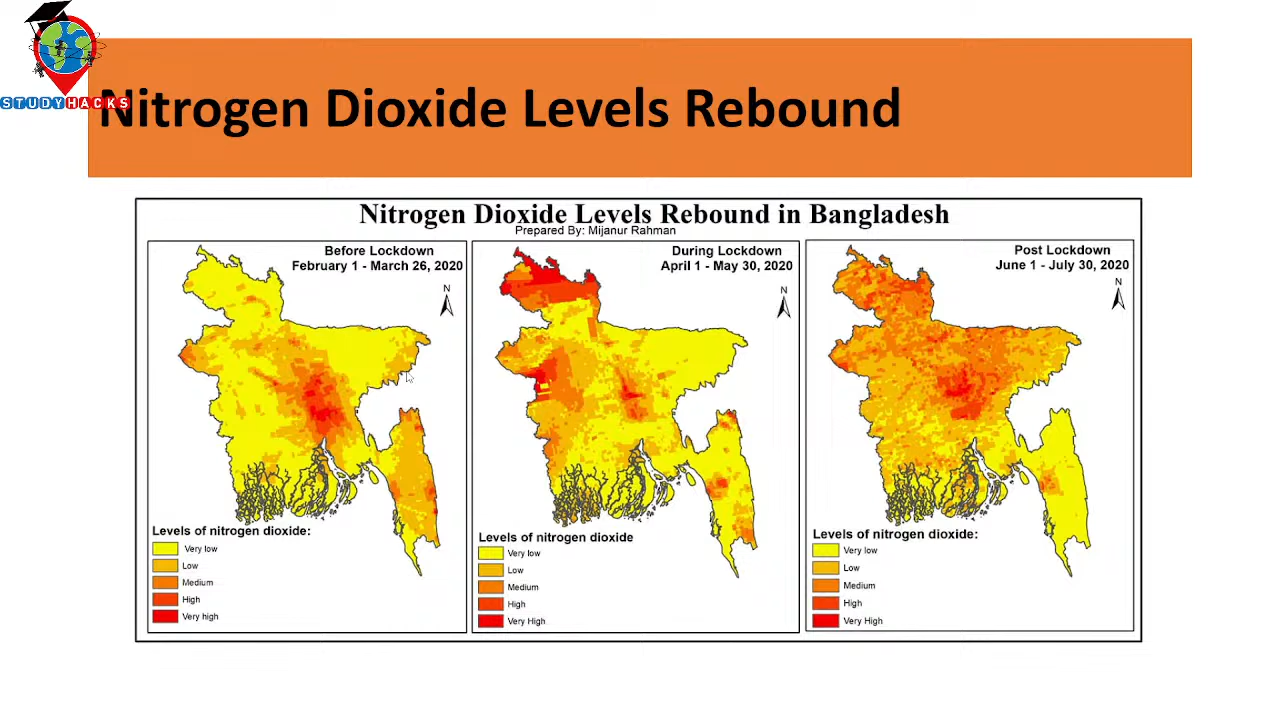 STUDYHACKS
Nitrogen Dioxide Levels Rebound
Nitrogen Dioxide Levels Rebound in Bangladesh
Prepared By: Mijanur Rahman
Before Lockdown
February 1 - March 26, 2020
N
Levels of nitrogen dioxide:
Very low
Low
Medium
High
Very high
During Lockdown
April 1 - May 30, 2020
N
Levels of nitrogen dioxide
Very low
Low
Medium
High
Very High
Post Lockdown
June 1 - July 30, 2020
N
Levels of nitrogen dioxide:
Very low
Low
Medium
High
Very High